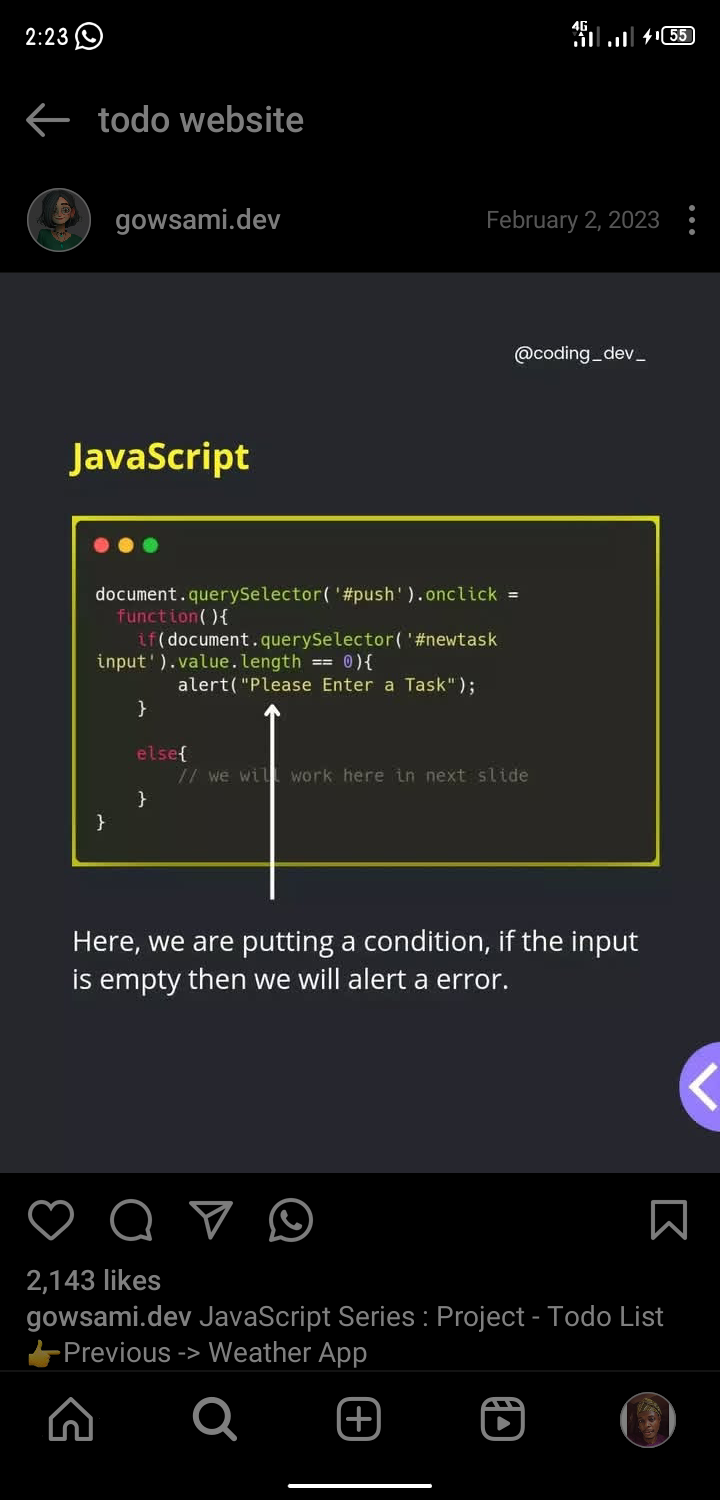 2:23
4G
55
todo website
gowsami.dev
February 2, 2023
@coding_dev_
JavaScript
document.querySelector('#push').onclick =
function(){
if(document.querySelector('#newtask
input').value.length == 0){
alert("Please Enter a Task");
}
else{
// we will work here in next slide
}
}
Here, we are putting a condition, if the input
is empty then we will alert a error.
2,143 likes
gowsami.dev JavaScript Series : Project - Todo List
👉Previous -> Weather App